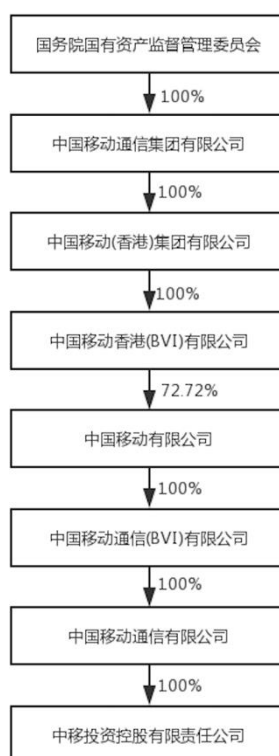 国务院国有资产监督管理委员会
100%
中国移动通信集团有限公司
100%
中国移动(香港)集团有限公司
100%
中国移动香港(BVI)有限公司
72.72%
中国移动有限公司
100%
中国移动通信(BVI)有限公司
100%
中国移动通信有限公司
100%
中移投资控股有限责任公司